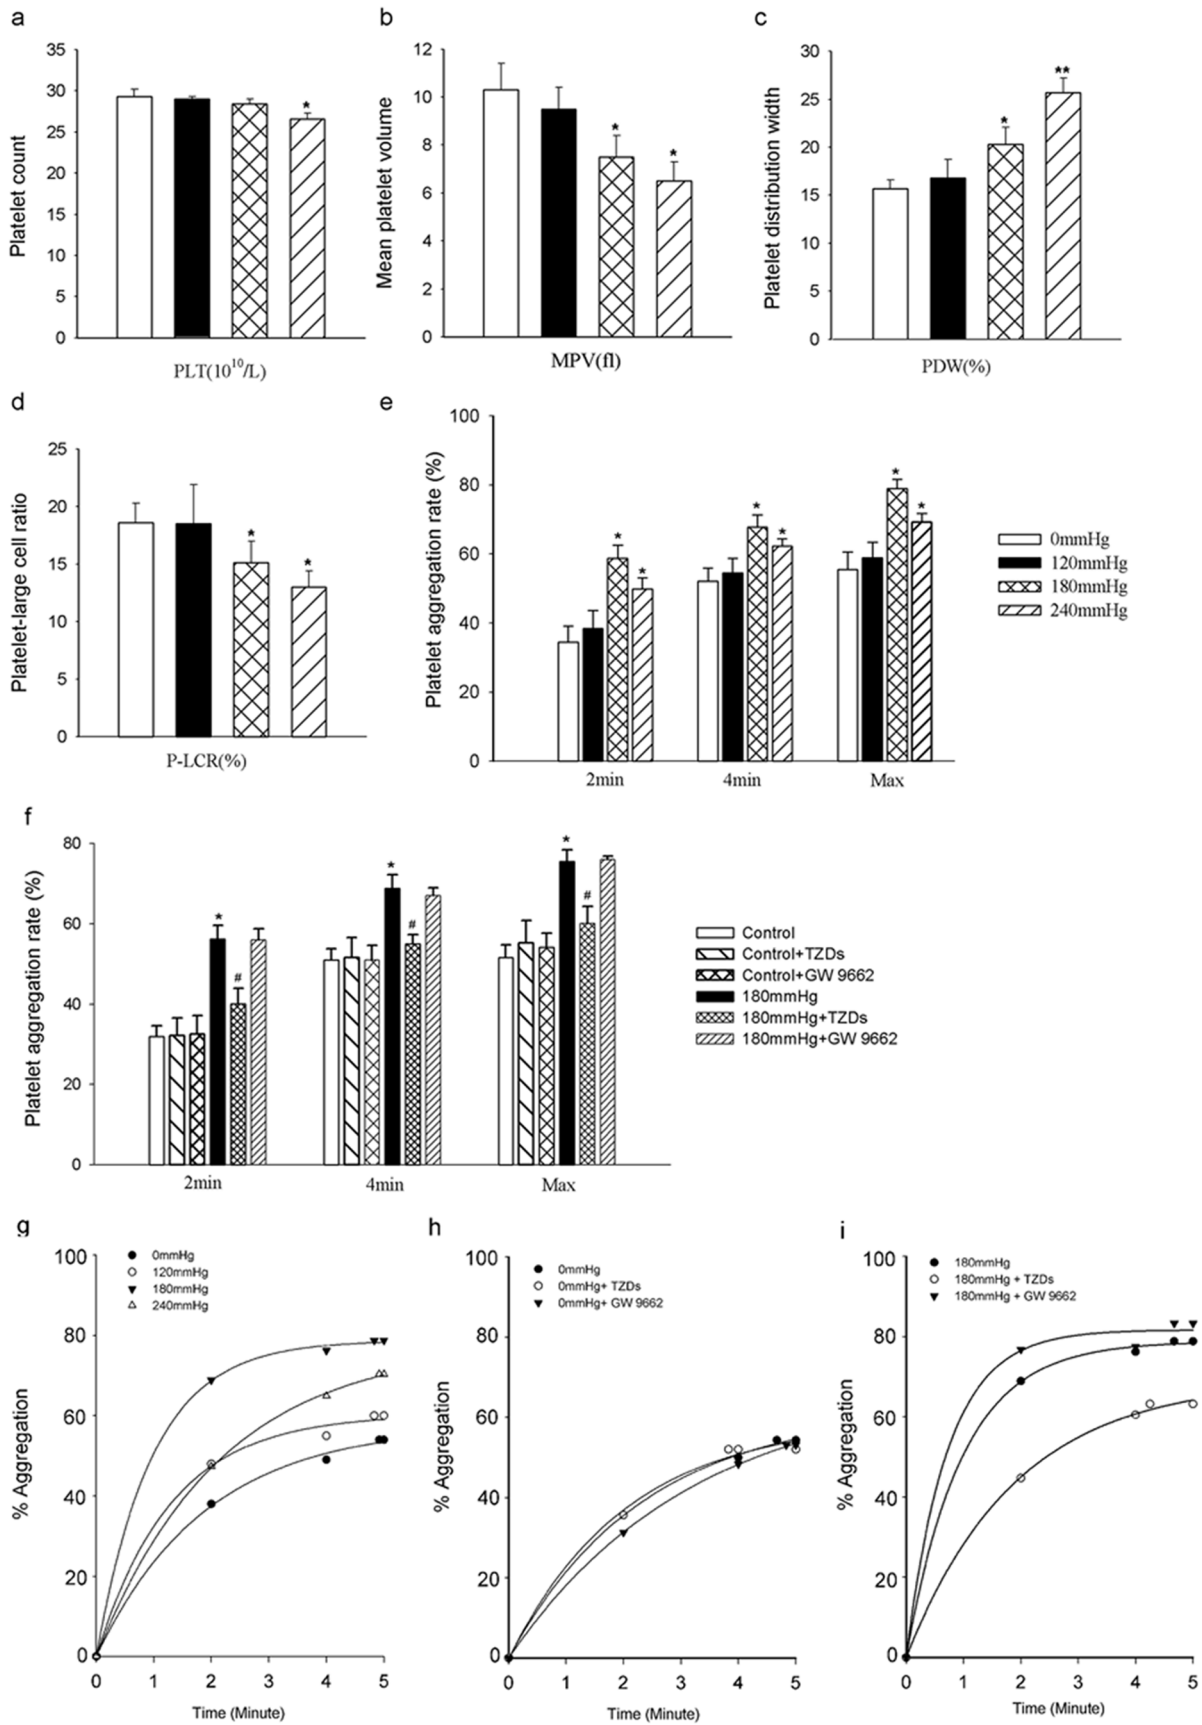 a
b
c
35
30
25
20
15
10
5
0
Platelet count
*
PLT(10^10/L)
12
10
8
6
4
2
0
Mean platelet volume
*
*
MPV(fl)
30
25
20
15
10
5
0
Platelet distribution width
*
**
PDW(%)
d
e
25
20
15
10
5
0
Platelet-large cell ratio
*
*
P-LCR(%)
100
80
60
40
20
0
Platelet aggregation rate (%)
*
*
*
*
*
*
2min
4min
Max
0mmHg
120mmHg
180mmHg
240mmHg
f
80
60
40
20
0
Platelet aggregation rate (%)
*
#
*
#
*
#
2min
4min
Max
Control
Control+TZDs
Control+GW 9662
180mmHg
180mmHg+TZDs
180mmHg+GW 9662
g
h
i
100
80
60
40
20
0
% Aggregation
0mmHg
120mmHg
180mmHg
240mmHg
0 1 2 3 4 5
Time (Minute)
100
80
60
40
20
0
% Aggregation
0mmHg
0mmHg+ TZDs
0mmHg+ GW 9662
0 1 2 3 4 5
Time (Minute)
100
80
60
40
20
0
% Aggregation
180mmHg
180mmHg + TZDs
180mmHg + GW 9662
0 1 2 3 4 5
Time (Minute)